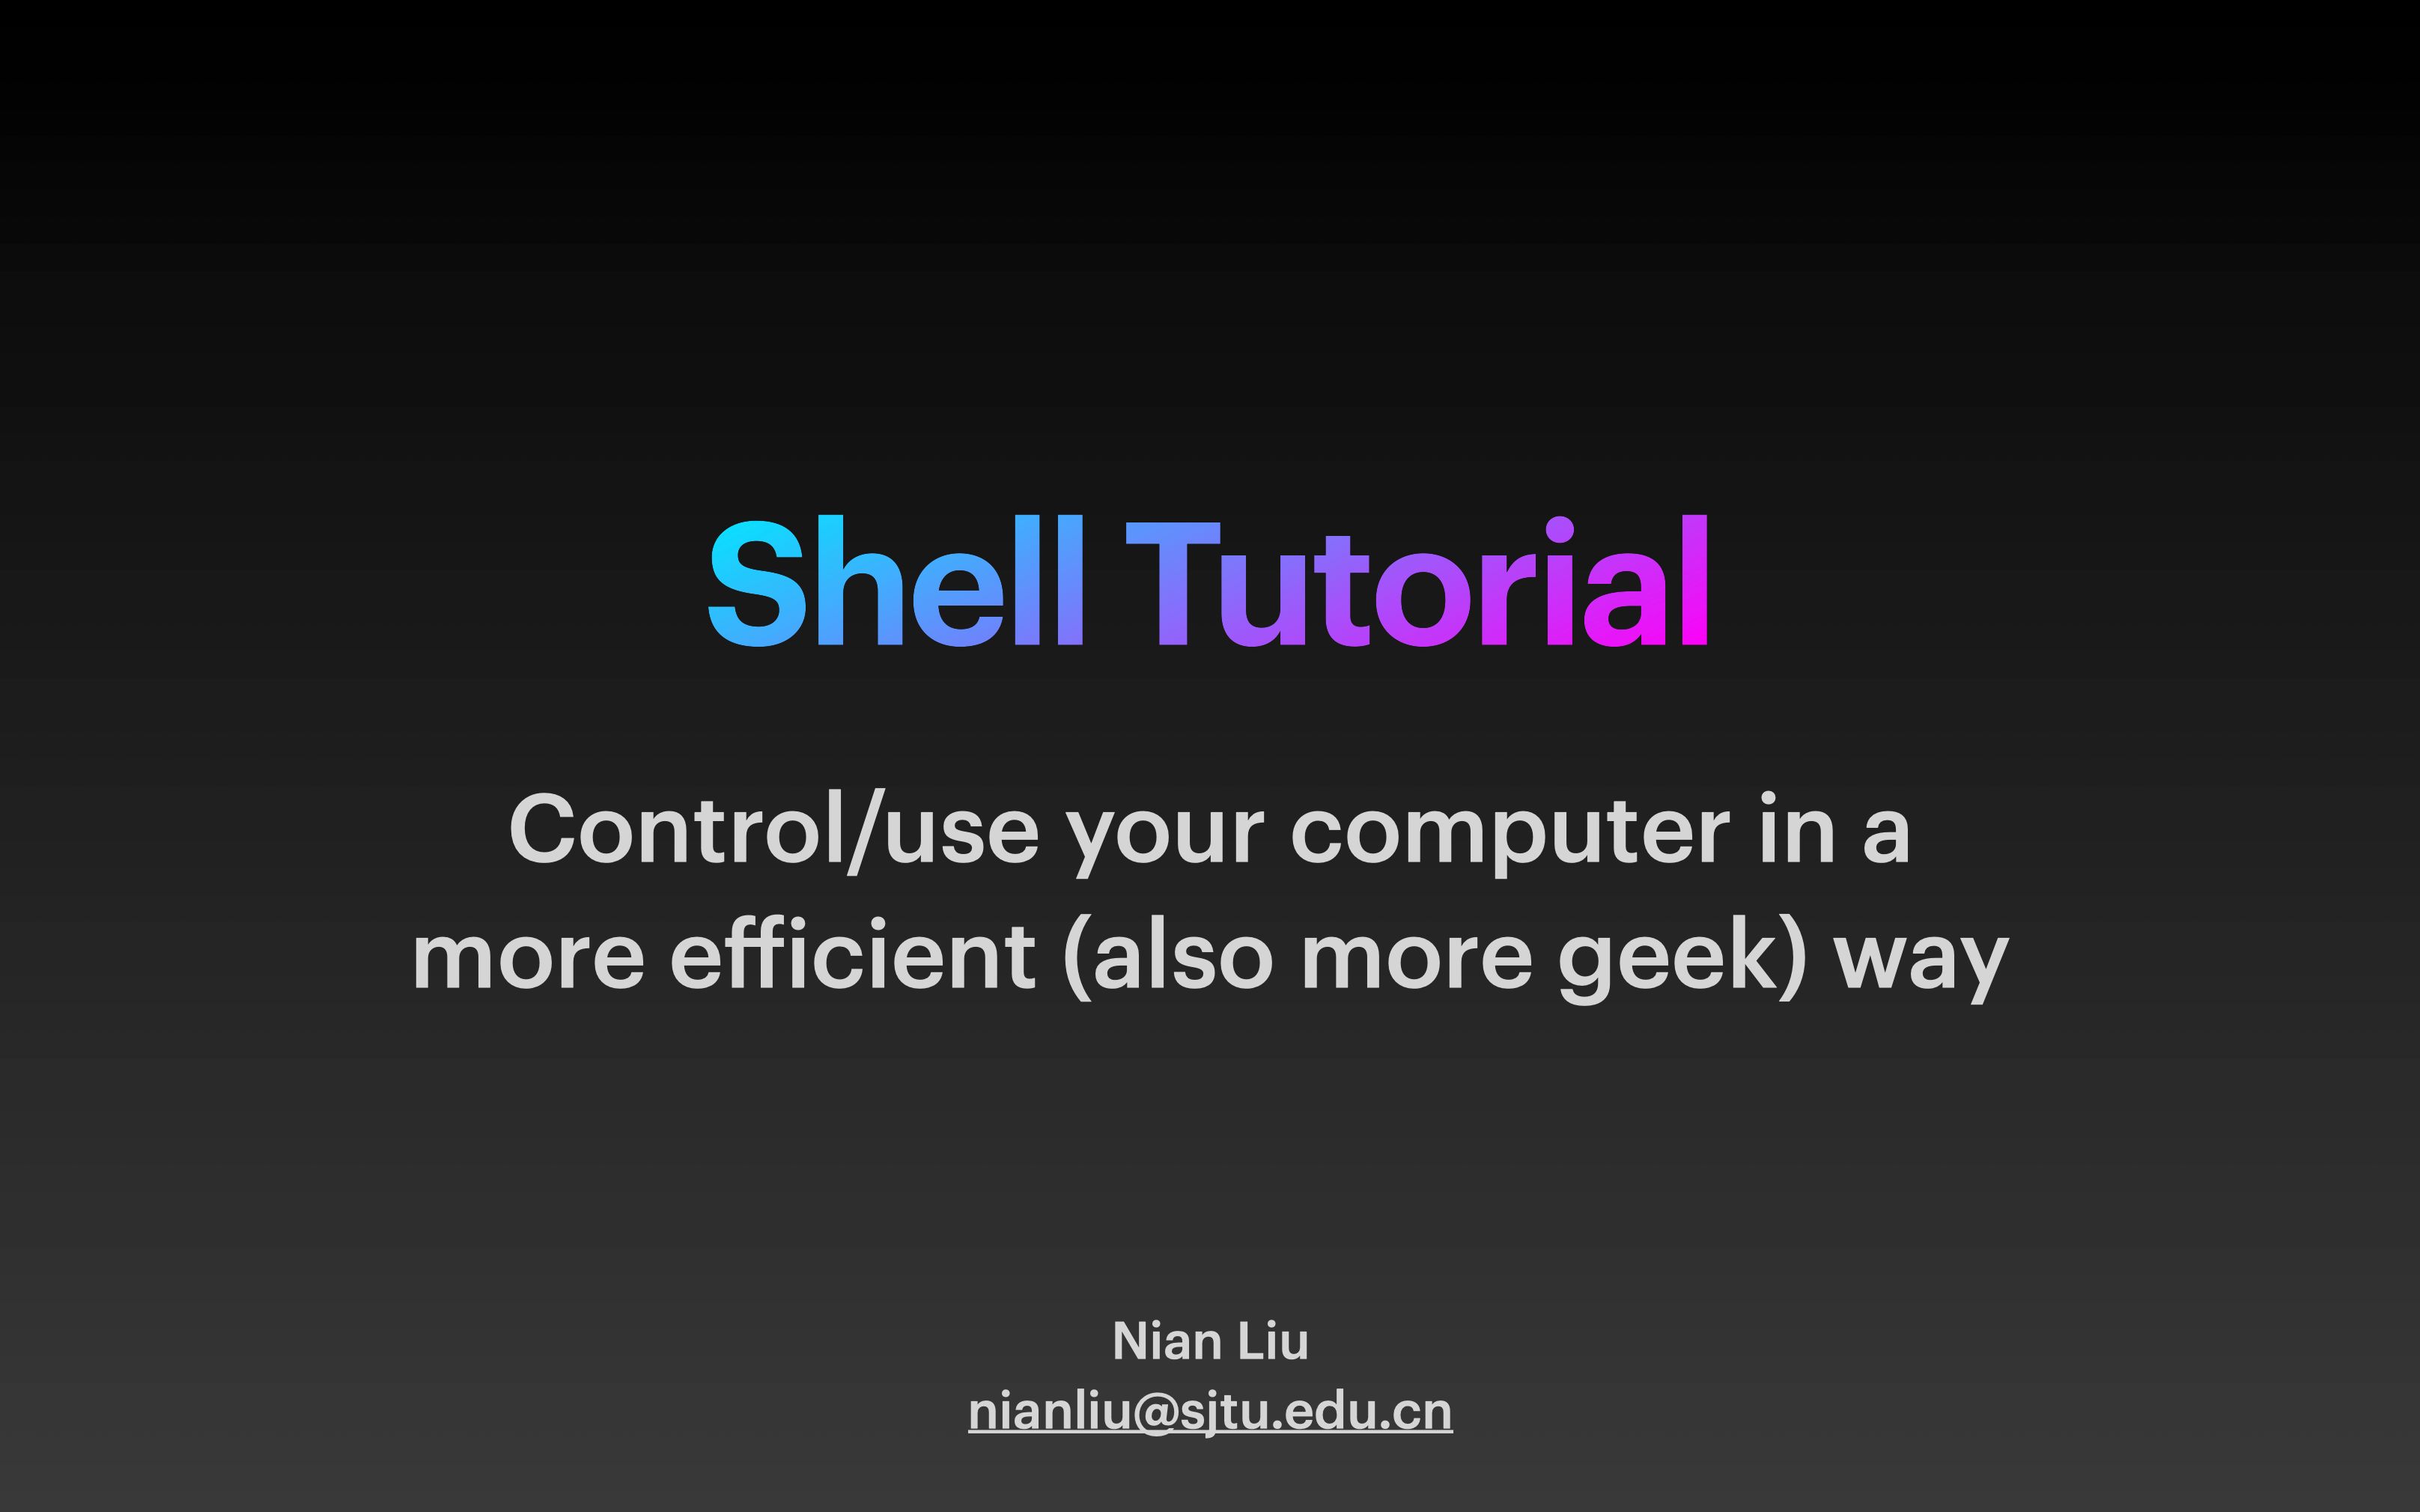 Shell Tutorial
Control/use your computer in a
more efficient (also more geek) way
Nian Liu
nianliu@sjtu.edu.cn